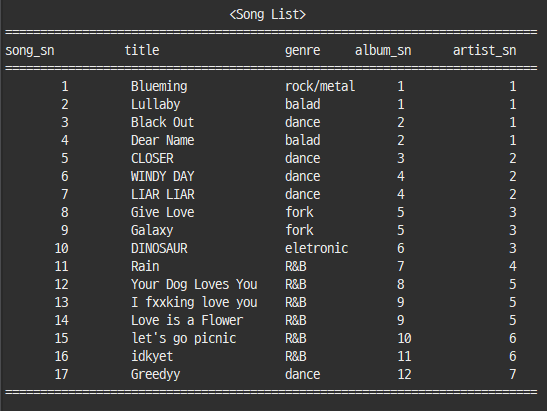 <Song List>
============================================================================
song_sn title genre album_sn artist_sn
============================================================================
1 Blueming rock/metal 1 1
2 Lullaby balad 1 1
3 Black Out dance 2 1
4 Dear Name balad 2 1
5 CLOSER dance 3 2
6 WINDY DAY dance 4 2
7 LIAR LIAR dance 4 2
8 Give Love fork 5 3
9 Galaxy fork 5 3
10 DINOSAUR eletronic 6 3
11 Rain R&B 7 4
12 Your Dog Loves You R&B 8 5
13 I fxxking love you R&B 9 5
14 Love is a Flower R&B 9 5
15 let's go picnic R&B 10 6
16 idkyet R&B 11 6
17 Greedyy dance 12 7
============================================================================